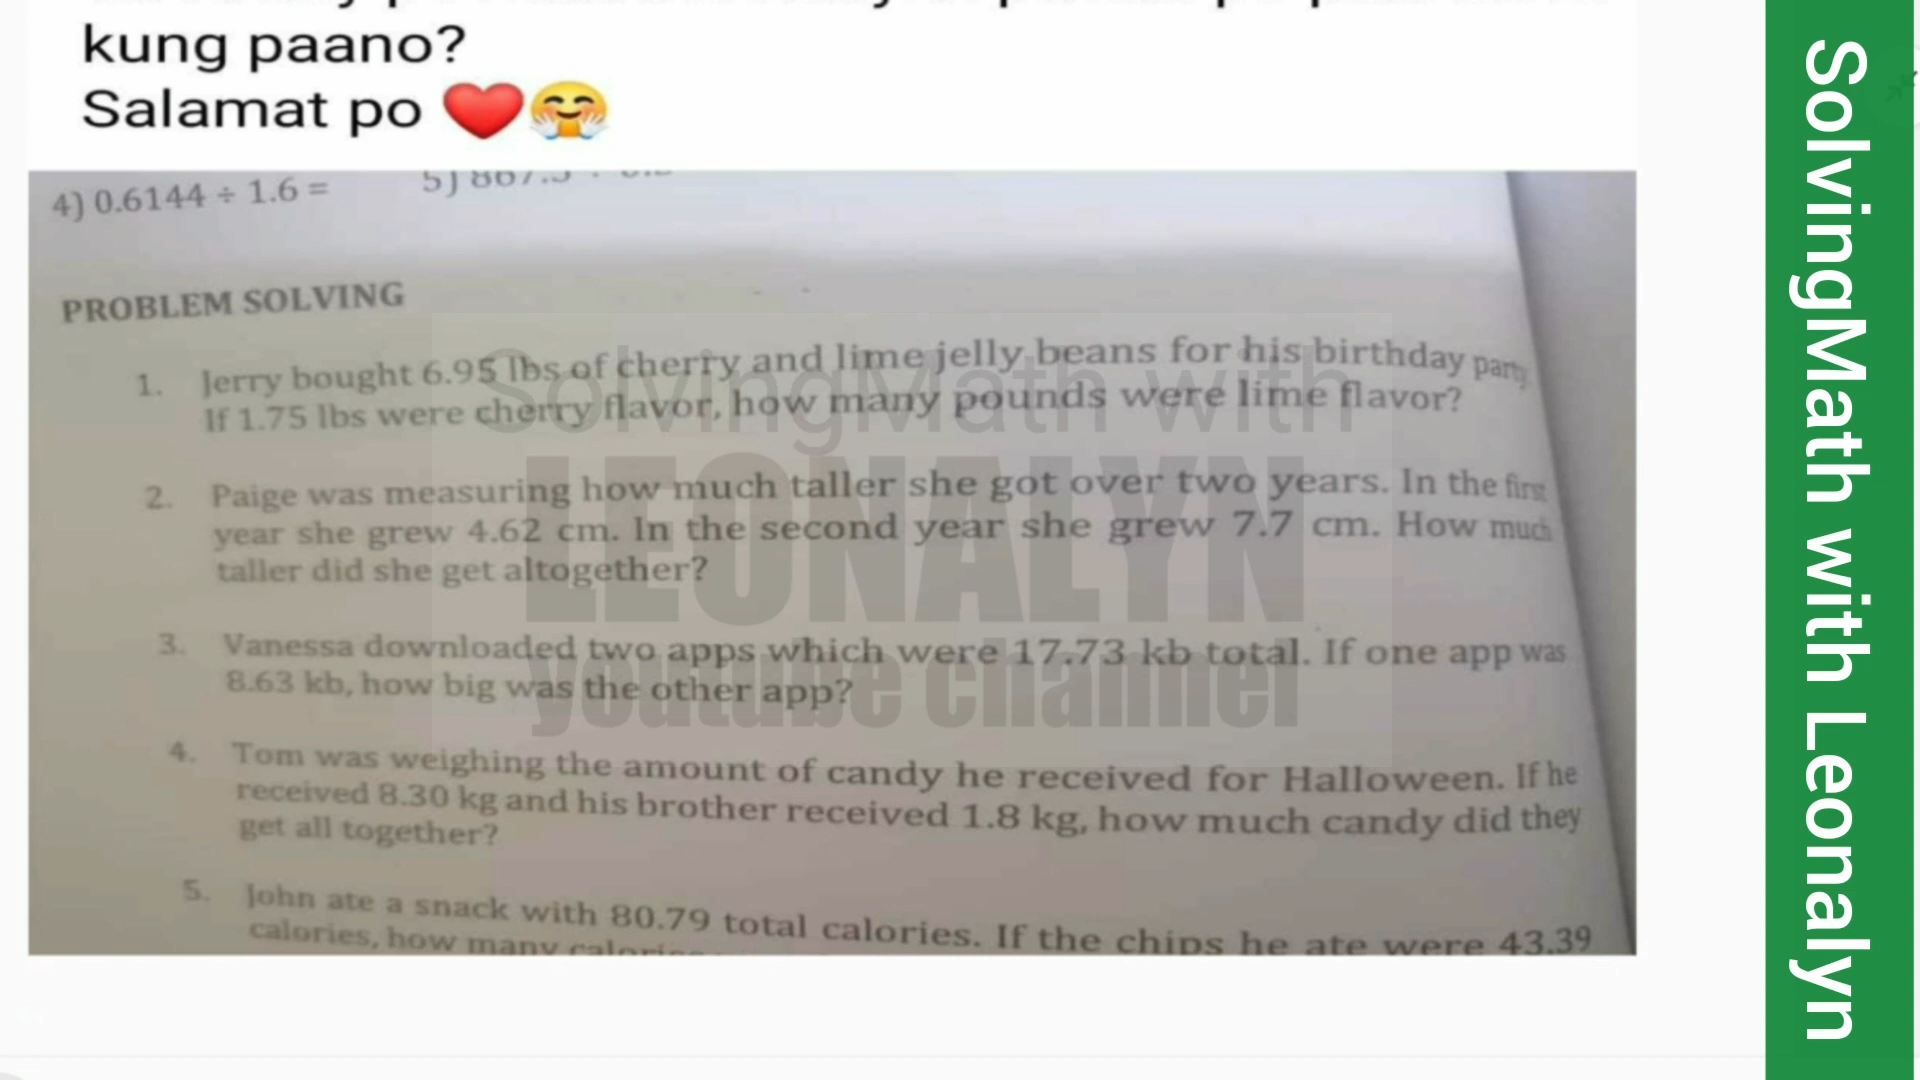 kung paano?
Salamat po ❤️🤗
4) 0.6144 ÷ 1.6 =
5) 867.5 ÷
PROBLEM SOLVING
1. Jerry bought 6.95 lbs of cherry and lime jelly beans for his birthday party.
If 1.75 lbs were cherry flavor, how many pounds were lime flavor?
2. Paige was measuring how much taller she got over two years. In the first
year she grew 4.62 cm. In the second year she grew 7.7 cm. How much
taller did she get altogether?
3. Vanessa downloaded two apps which were 17.73 kb total. If one app was
8.63 kb, how big was the other app?
4. Tom was weighing the amount of candy he received for Halloween. If he
received 8.30 kg and his brother received 1.8 kg, how much candy did they
get all together?
5. John ate a snack with 80.79 total calories. If the chips he ate were 43.39
calories, how many calories
SolvingMath with
LEONALYN
youtube channel
SolvingMath with Leonalyn